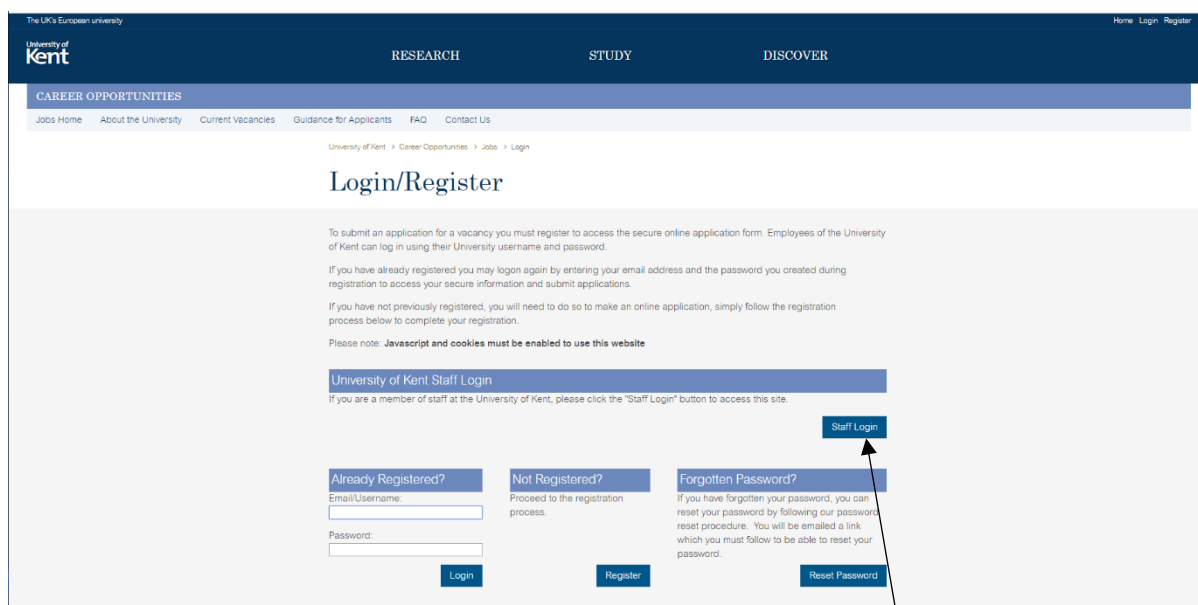 The UK's European university
Home Login Register
University of
Kent
RESEARCH STUDY DISCOVER
CAREER OPPORTUNITIES
Jobs Home About the University Current Vacancies Guidance for Applicants FAQ Contact Us
University of Kent > Career Opportunities > Jobs > Login
Login/Register
To submit an application for a vacancy you must register to access the secure online application form. Employees of the University
of Kent can log in using their University username and password.
If you have already registered you may logon again by entering your email address and the password you created during
registration to access your secure information and submit applications.
If you have not previously registered, you will need to do so to make an online application, simply follow the registration
process below to complete your registration.
Please note: Javascript and cookies must be enabled to use this website
University of Kent Staff Login
If you are a member of staff at the University of Kent, please click the "Staff Login" button to access this site.
Staff Login
Already Registered?
Email/Username:
Password:
Login
Not Registered?
Proceed to the registration
process.
Register
Forgotten Password?
If you have forgotten your password, you can
reset your password by following our password
reset procedure. You will be emailed a link
which you must follow to be able to reset your
password.
Reset Password